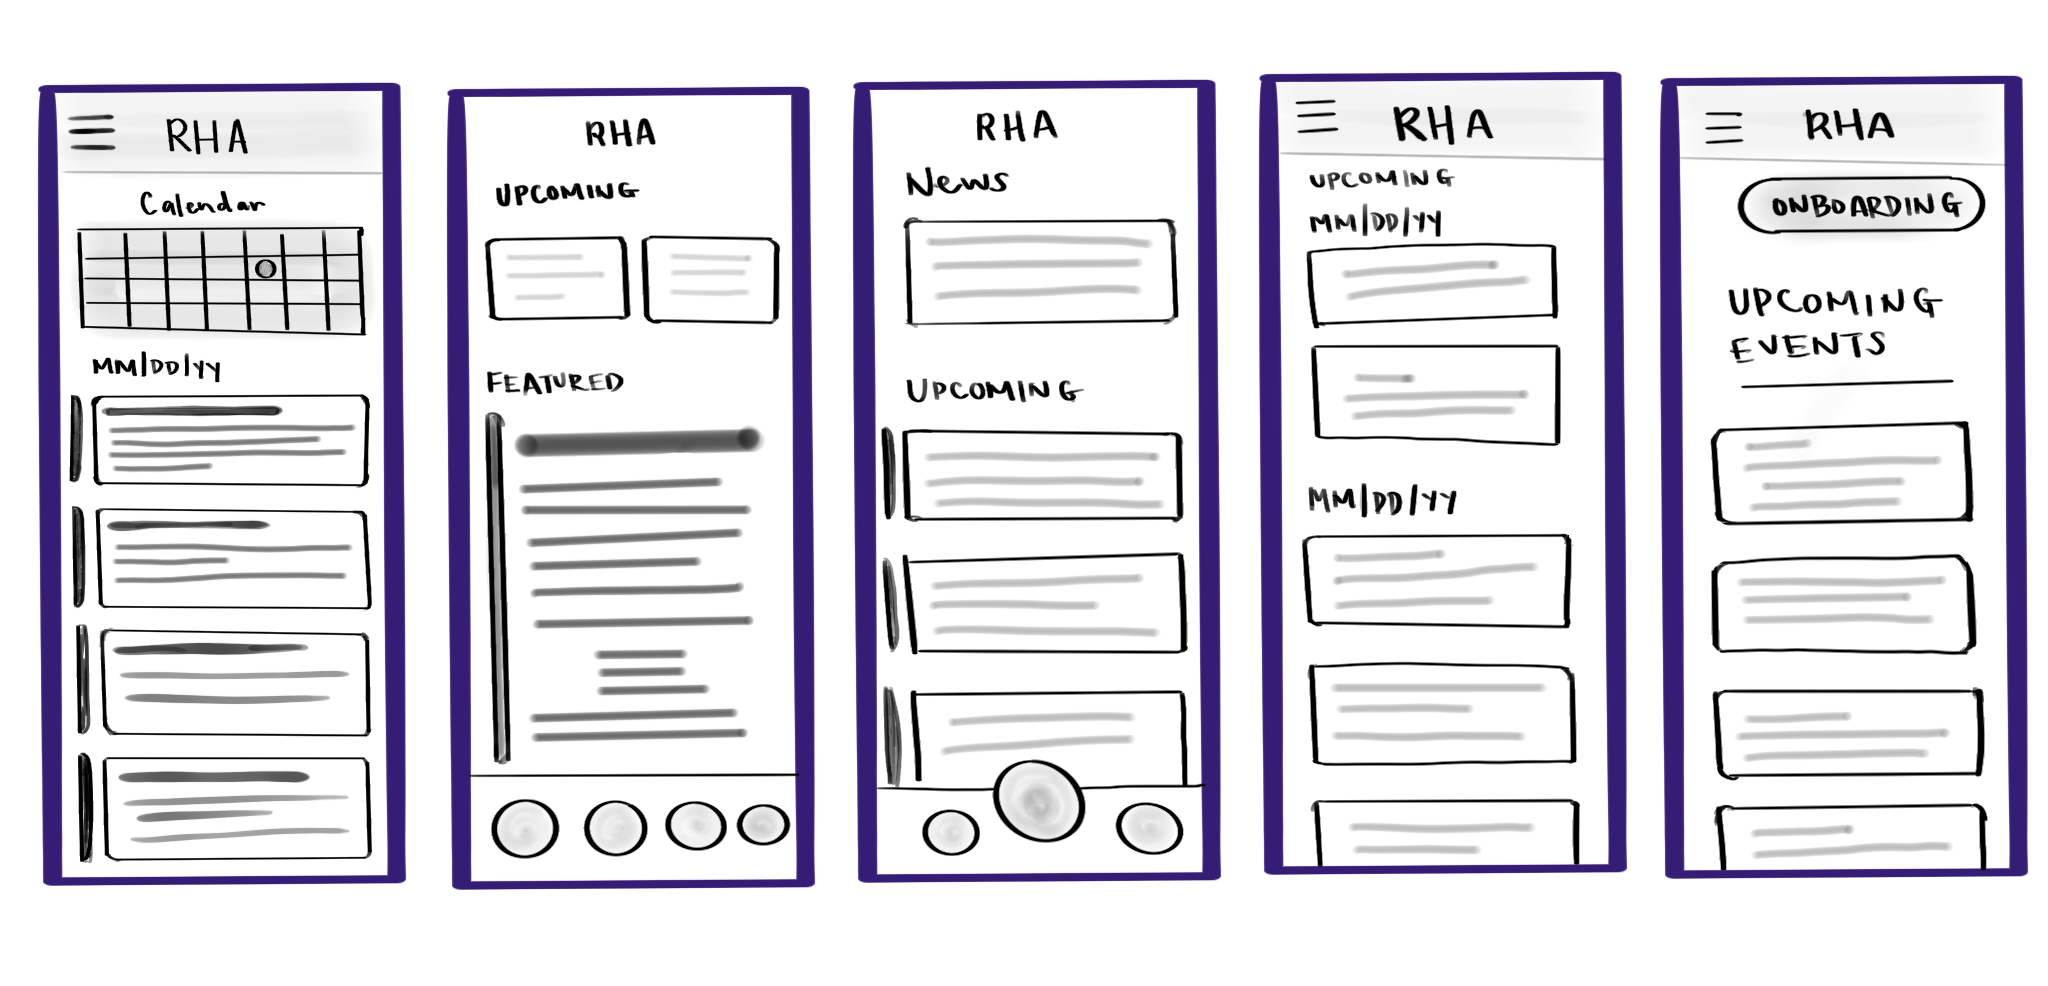 RHA
Calendar
MM/DD/YY
RHA
UPCOMING
FEATURED
RHA
News
UPCOMING
RHA
UPCOMING
MM/DD/YY
MM/DD/YY
RHA
ONBOARDING
UPCOMING
EVENTS